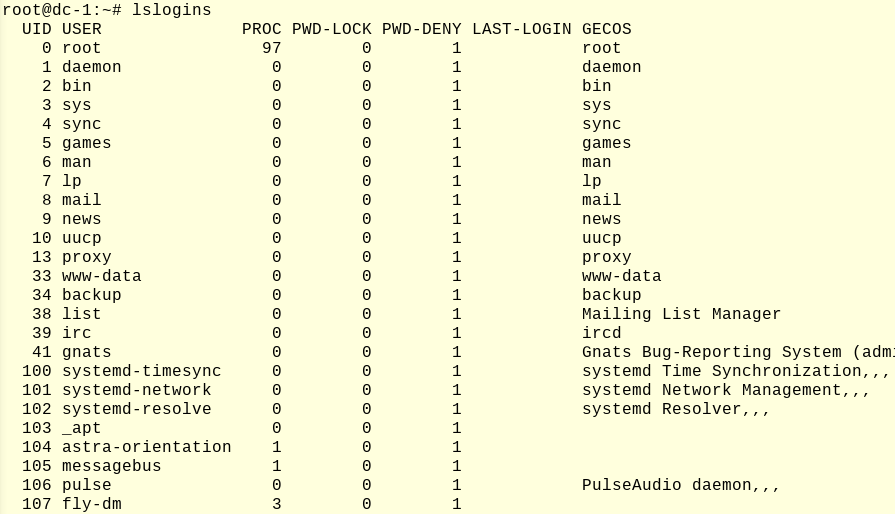 root@dc-1:~# lslogins
  UID USER              PROC PWD-LOCK PWD-DENY LAST-LOGIN GECOS
    0 root                97        0        1            root
    1 daemon               0        0        1            daemon
    2 bin                  0        0        1            bin
    3 sys                  0        0        1            sys
    4 sync                 0        0        1            sync
    5 games                0        0        1            games
    6 man                  0        0        1            man
    7 lp                   0        0        1            lp
    8 mail                 0        0        1            mail
    9 news                 0        0        1            news
   10 uucp                 0        0        1            uucp
   13 proxy                0        0        1            proxy
   33 www-data             0        0        1            www-data
   34 backup               0        0        1            backup
   38 list                 0        0        1            Mailing List Manager
   39 irc                  0        0        1            ircd
   41 gnats                0        0        1            Gnats Bug-Reporting System (admi
  100 systemd-timesync     0        0        1            systemd Time Synchronization,,,
  101 systemd-network      0        0        1            systemd Network Management,,,
  102 systemd-resolve      0        0        1            systemd Resolver,,,
  103 _apt                 0        0        1
  104 astra-orientation    1        0        1
  105 messagebus           1        0        1
  106 pulse                0        0        1            PulseAudio daemon,,,
  107 fly-dm               3        0        1